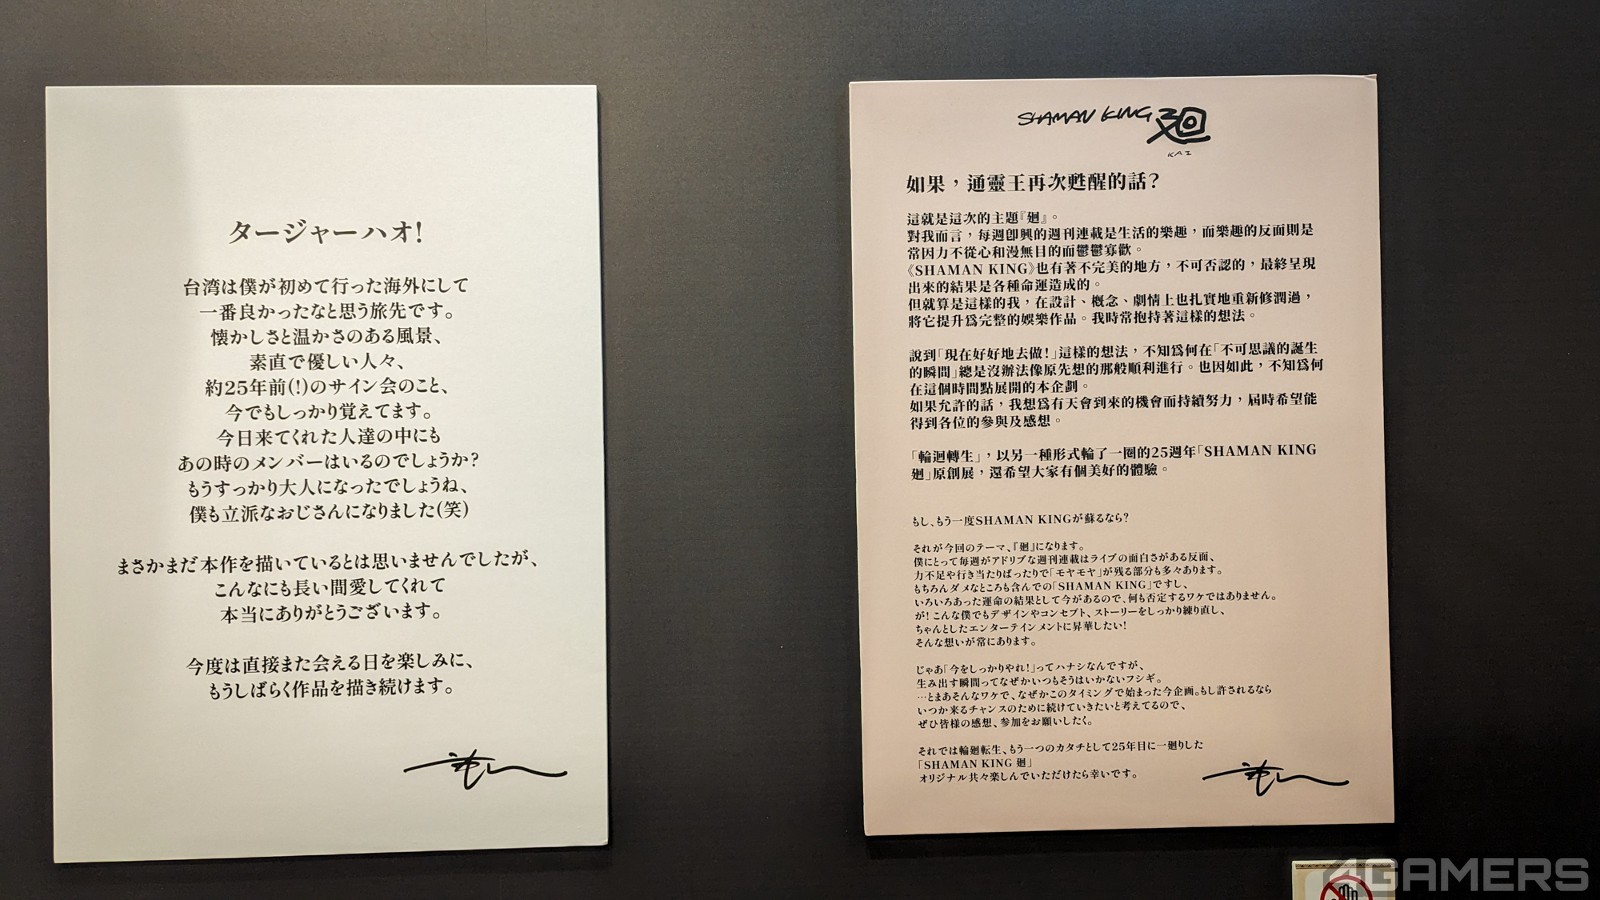 タージャーハオ!
台湾は僕が初めて行った海外にして
一番良かったなと思う旅先です。
懐かしさと温かさのある風景、
素直で優しい人々、
約25年前(!)のサイン会のこと、
今でもしっかり覚えてます。
今日来てくれた人達の中にも
あの時のメンバーはいるのでしょうか?
もうすっかり大人になったでしょうね、
僕も立派なおじさんになりました(笑)
まさかまだ本作を描いているとは思いませんでしたが、
こんなにも長い間愛してくれて
本当にありがとうございます。
今度は直接また会える日を楽しみに、
もうしばらく作品を描き続けます。
SHAMAN KING 廻
KAI
如果，通靈王再次甦醒的話?
這就是這次的主題『廻』。
對我而言，每週卽興的週刊連載是生活的樂趣，而樂趣的反面則是
常因力不從心和漫無目的而鬱鬱寡歡。
《SHAMAN KING》也有著不完美的地方，不可否認的，最終呈現
出來的結果是各種命運造成的。
但就算是這樣的我，在設計、概念、劇情上也扎實地重新修潤過，
將它提升爲完整的娛樂作品。我時常抱持著這樣的想法。
說到「現在好好地去做!」這樣的想法，不知爲何在「不可思議的誕生
的瞬間」總是沒辦法像原先想的那般順利進行。也因如此，不知爲何
在這個時間點展開的本企劃。
如果允許的話，我想爲有天會到來的機會而持續努力，屆時希望能
得到各位的參與及感想。
「輪迴轉生」，以另一種形式輪了一圈的25週年「SHAMAN KING
廻」原創展，還希望大家有個美好的體驗。
もし、もう一度SHAMAN KINGが蘇るなら?
それが今回のテーマ、『廻』になります。
僕にとって毎週がアドリブな週刊連載はライブの面白さがある反面、
力不足や行き当たりばったりで「モヤモヤ」が残る部分も多々あります。
もちろんダメなところも含んでの「SHAMAN KING」ですし、
いろいろあった運命の結果として今があるので、何も否定するワケではありません。
が! こんな僕でもデザインやコンセプト、ストーリーをしっかり練り直し、
ちゃんとしたエンターテインメントに昇華したい!
そんな想いが常にあります。
じゃあ「今をしっかりやれ!」ってハナシなんですが、
生み出す瞬間ってなぜかいつもそうはいかないフシギ。
…とまあそんなワケで、なぜかこのタイミングで始まった今企画。もし許されるなら
いつか来るチャンスのために続けていきたいと考えてるので、
ぜひ皆様の感想、参加をお願いしたく。
それでは輪廻転生、もう一つのカタチとして25年目に一廻りした
「SHAMAN KING 廻」
オリジナル共々楽しんでいただけたら幸いです。
4GAMERS